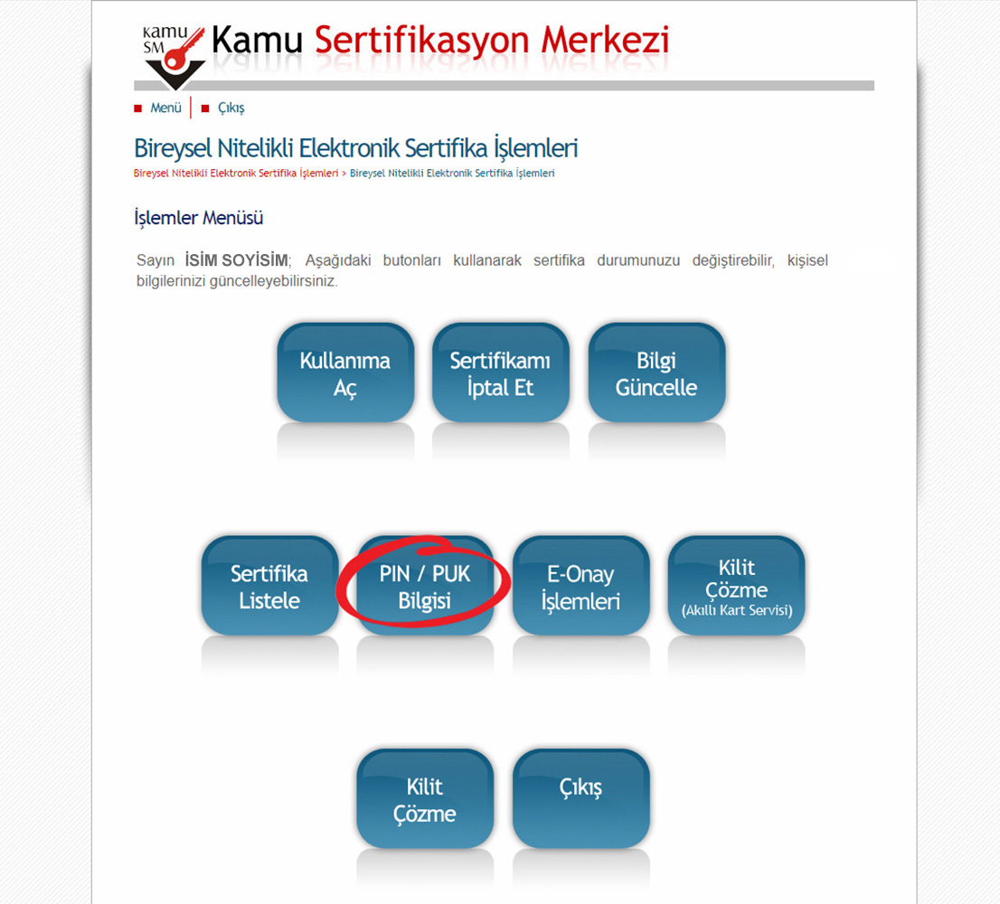 kamu
SM
Kamu Sertifikasyon Merkezi
Menü
Çıkış
Bireysel Nitelikli Elektronik Sertifika İşlemleri
Bireysel Nitelikli Elektronik Sertifika İşlemleri > Bireysel Nitelikli Elektronik Sertifika İşlemleri
İşlemler Menüsü
Sayın İSİM SOYİSİM; Aşağıdaki butonları kullanarak sertifika durumunuzu değiştirebilir, kişisel
bilgilerinizi güncelleyebilirsiniz.
Kullanıma
Aç
Sertifikamı
İptal Et
Bilgi
Güncelle
Sertifika
Listele
PIN / PUK
Bilgisi
E-Onay
İşlemleri
Kilit
Çözme
(Akıllı Kart Servisi)
Kilit
Çözme
Çıkış